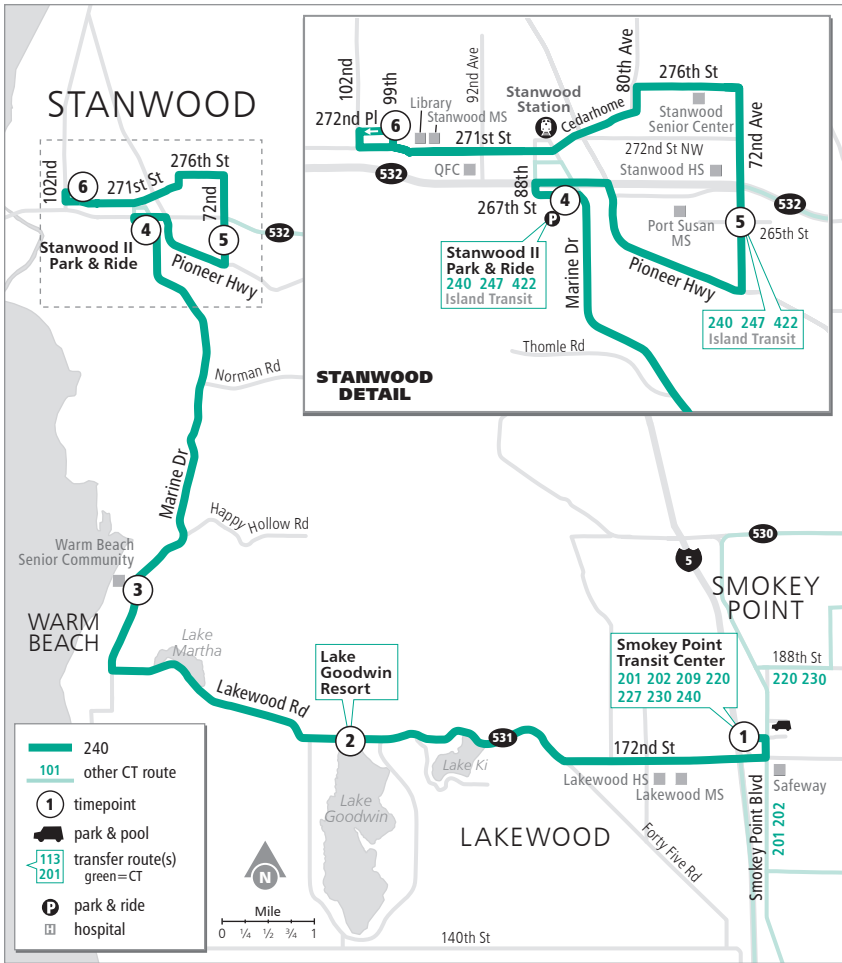 STANWOOD
102nd
6
271st St
276th St
72nd
4
5
532
Stanwood II
Park & Ride
Pioneer Hwy
Norman Rd
Marine Dr
Happy Hollow Rd
Warm Beach
Senior Community
3
WARM
BEACH
Lake
Martha
Lakewood Rd
Lake
Goodwin
Resort
2
Lake
Goodwin
Lake Ki
531
172nd St
Lakewood HS
Lakewood MS
LAKEWOOD
Forty Five Rd
140th St
5
530
SMOKEY
POINT
Smokey Point
Transit Center
201 202 209 220
227 230 240
188th St
220 230
1
Safeway
Smokey Point Blvd
201 202
102nd
99th
92nd Ave
80th Ave
276th St
272nd Pl
6
Library
Stanwood MS
271st St
Stanwood
Station
Cedarhome
Stanwood
Senior Center
72nd Ave
272nd St NW
532
QFC
88th
Stanwood HS
532
267th St
4
P
Port Susan
MS
5
265th St
Stanwood II
Park & Ride
240 247 422
Island Transit
Marine Dr
Pioneer Hwy
240 247 422
Island Transit
Thomle Rd
STANWOOD
DETAIL
240
101
other CT route
1
timepoint
park & pool
113
201
transfer route(s)
green=CT
P
park & ride
H
hospital
N
Mile
0 ¼ ½ ¾ 1